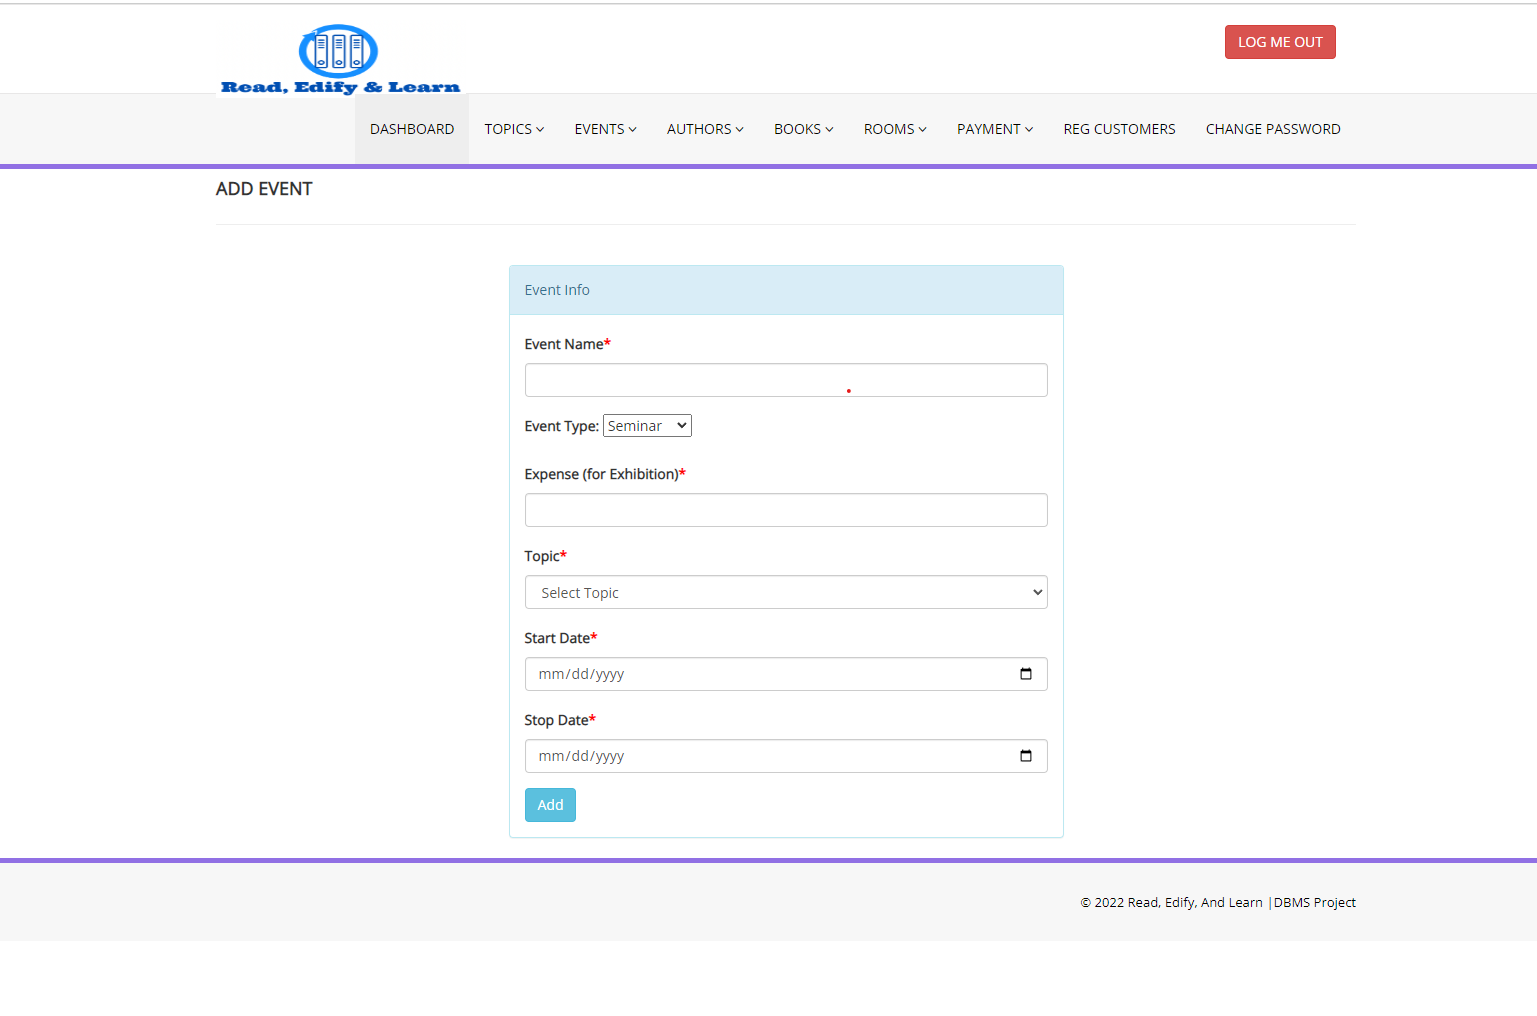 Read, Edify & Learn
LOG ME OUT
DASHBOARD TOPICS EVENTS AUTHORS BOOKS ROOMS PAYMENT REG CUSTOMERS CHANGE PASSWORD
ADD EVENT
Event Info
Event Name*
Event Type: Seminar
Expense (for Exhibition)*
Topic*
Select Topic
Start Date*
mm/dd/yyyy
Stop Date*
mm/dd/yyyy
Add
© 2022 Read, Edify, And Learn |DBMS Project